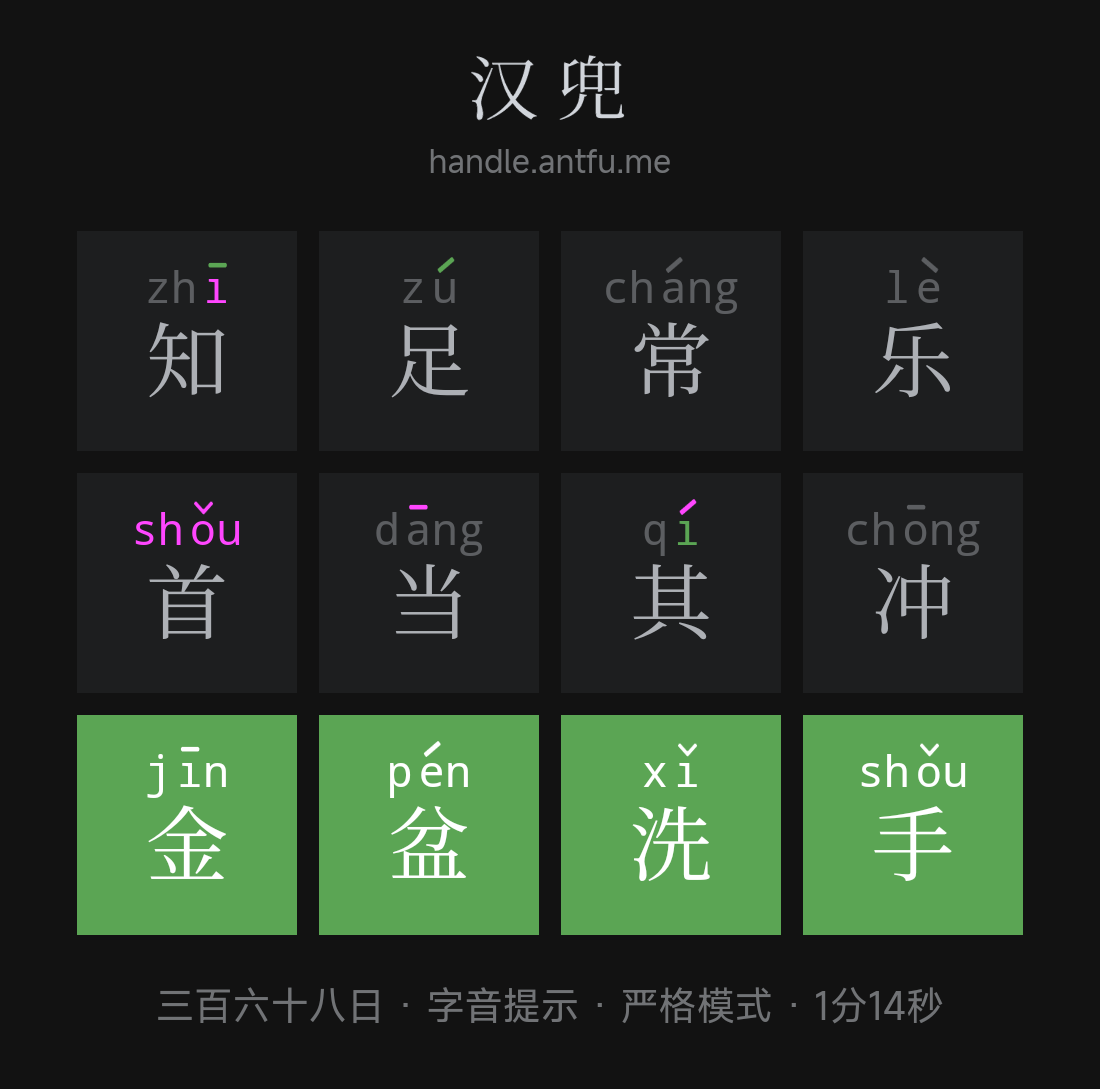 汉兜
handle.antfu.me
zhī zú cháng lè
知 足 常 乐
shǒu dāng qí chōng
首 当 其 冲
jīn pén xǐ shǒu
金 盆 洗 手
三百六十八日 · 字音提示 · 严格模式 · 1分14秒